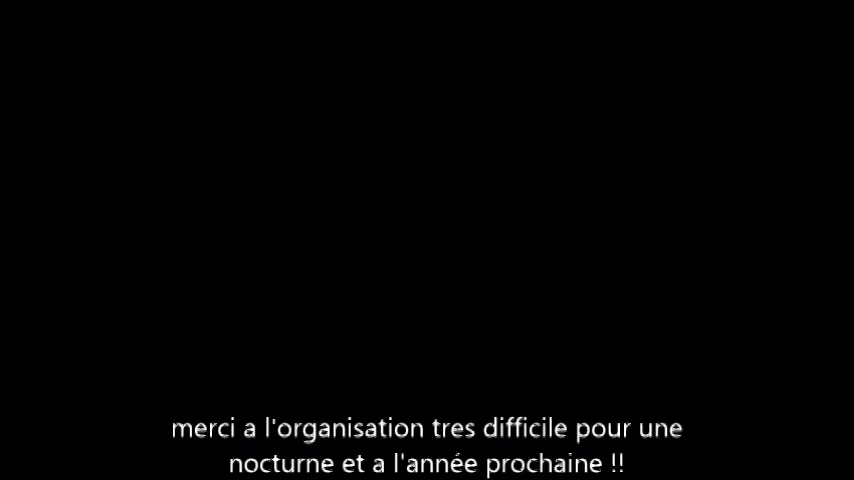 merci a l'organisation tres difficile pour une
nocturne et a l'année prochaine !!